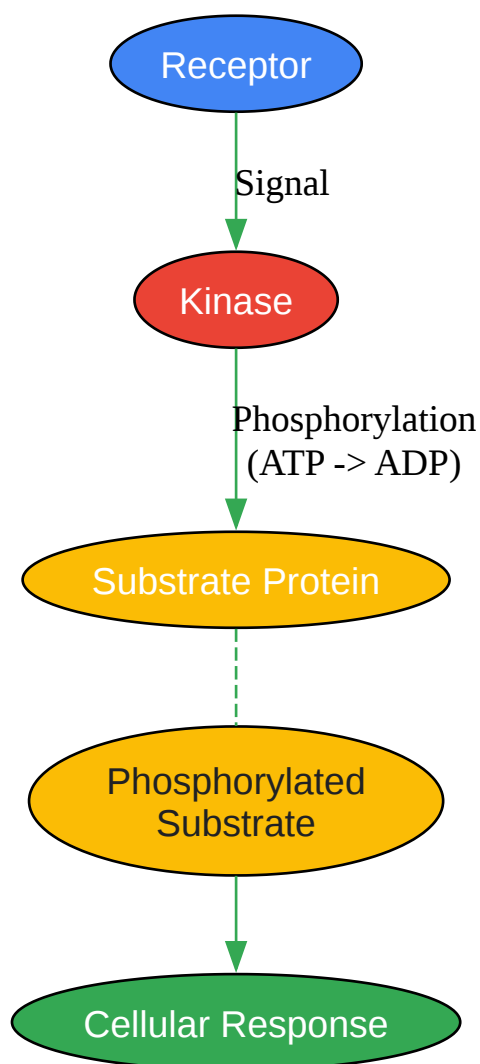 Receptor
Signal
Kinase
Phosphorylation
(ATP -> ADP)
Substrate Protein
Phosphorylated
Substrate
Cellular Response